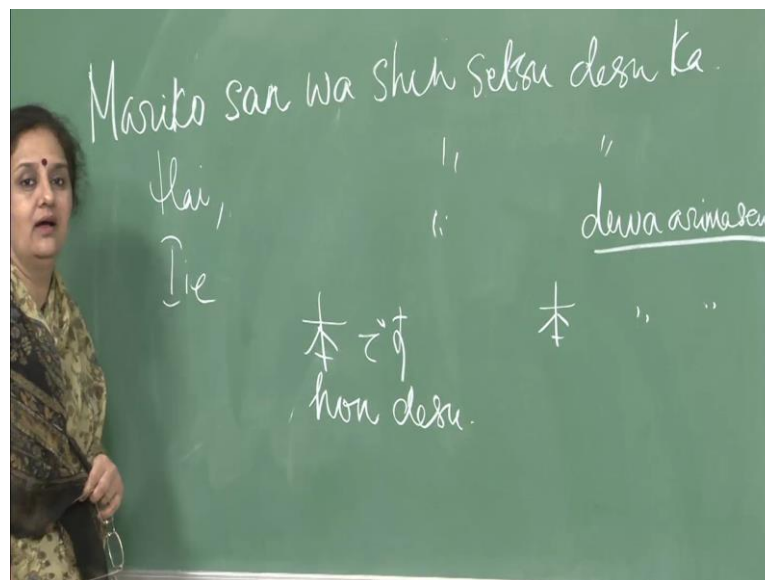 Mariko san wa shin setsu desu ka.
Hai, " "
Iie " dewa arimasen
本です 本 " "
hon desu.